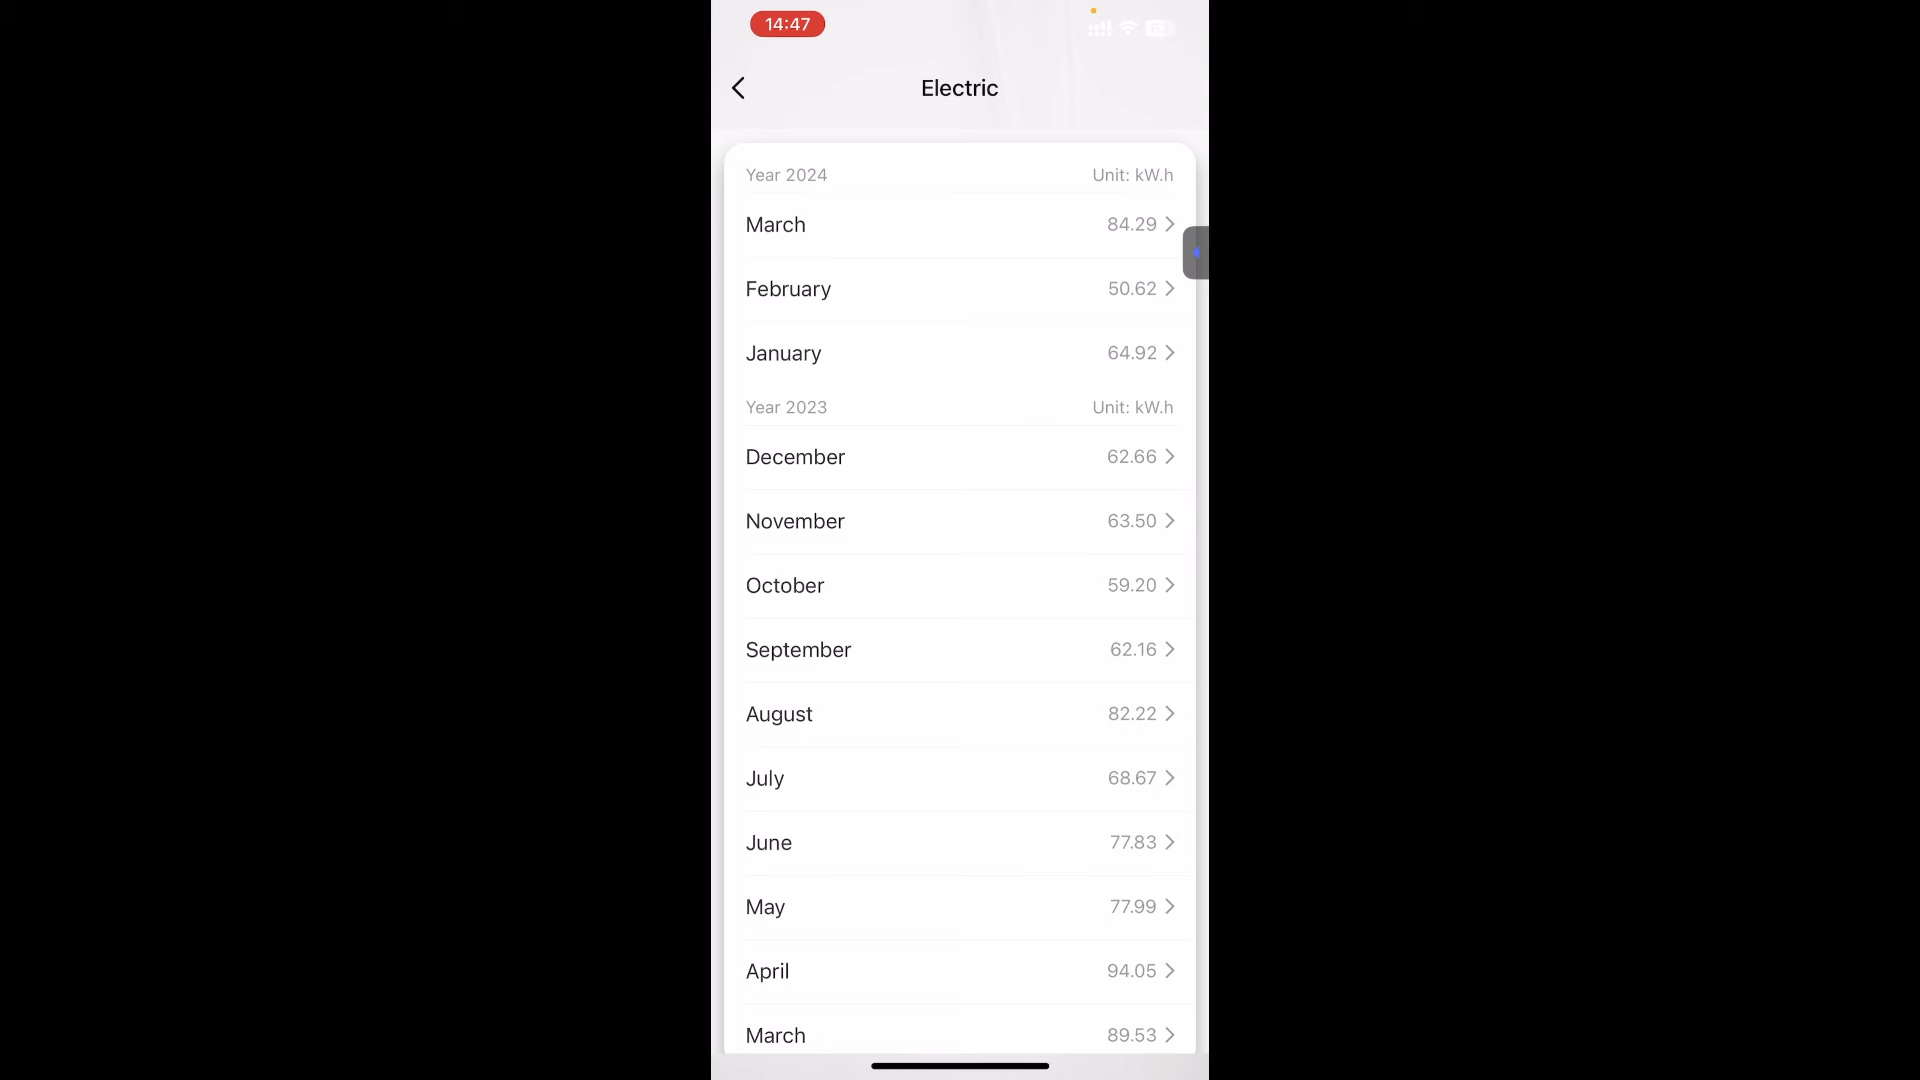 14:47
Electric
Year 2024 Unit: kW.h
March 84.29
February 50.62
January 64.92
Year 2023 Unit: kW.h
December 62.66
November 63.50
October 59.20
September 62.16
August 82.22
July 68.67
June 77.83
May 77.99
April 94.05
March 89.53